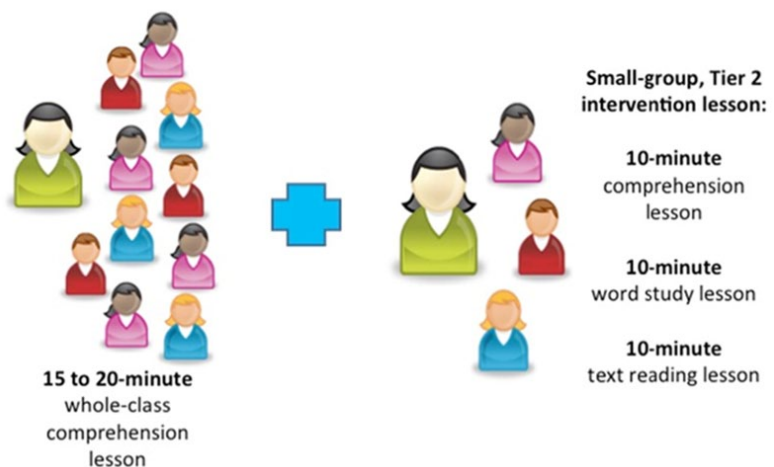 15 to 20-minute
whole-class
comprehension
lesson
Small-group, Tier 2
intervention lesson:
10-minute
comprehension
lesson
10-minute
word study lesson
10-minute
text reading lesson